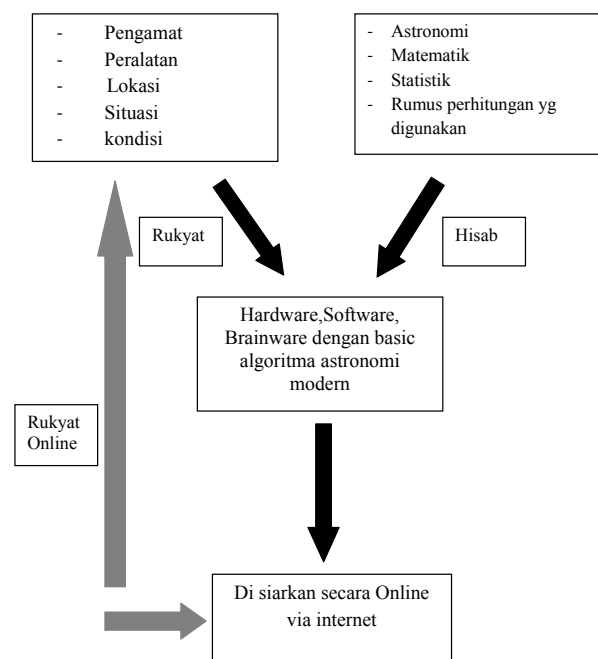 - Pengamat
- Peralatan
- Lokasi
- Situasi
- kondisi
- Astronomi
- Matematik
- Statistik
- Rumus perhitungan yg
digunakan
Rukyat
Hisab
Hardware,Software,
Brainware dengan basic
algoritma astronomi
modern
Rukyat
Online
Di siarkan secara Online
via internet